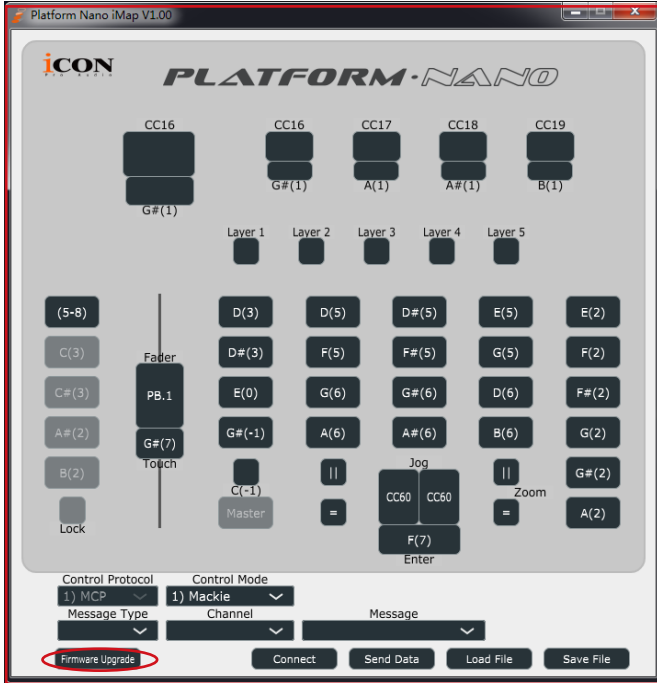 Platform Nano iMap V1.00
iCON
Pro Audio
PLATFORM·NANO
CC16 CC16 CC17 CC18 CC19
G#(1) A(1) A#(1) B(1)
G#(1)
Layer 1 Layer 2 Layer 3 Layer 4 Layer 5
(5-8) D(3) D(5) D#(5) E(5) E(2)
C(3) Fader D#(3) F(5) F#(5) G(5) F(2)
C#(3) PB.1 E(0) G(6) G#(6) D(6) F#(2)
A#(2) G#(7) G#(-1) A(6) A#(6) B(6) G(2)
Touch Jog
B(2) || || G#(2)
C(-1) CC60 CC60 Zoom
Master = = A(2)
Lock
F(7)
Enter
Control Protocol Control Mode
1) MCP 1) Mackie
Message Type Channel Message
Firmware Upgrade Connect Send Data Load File Save File